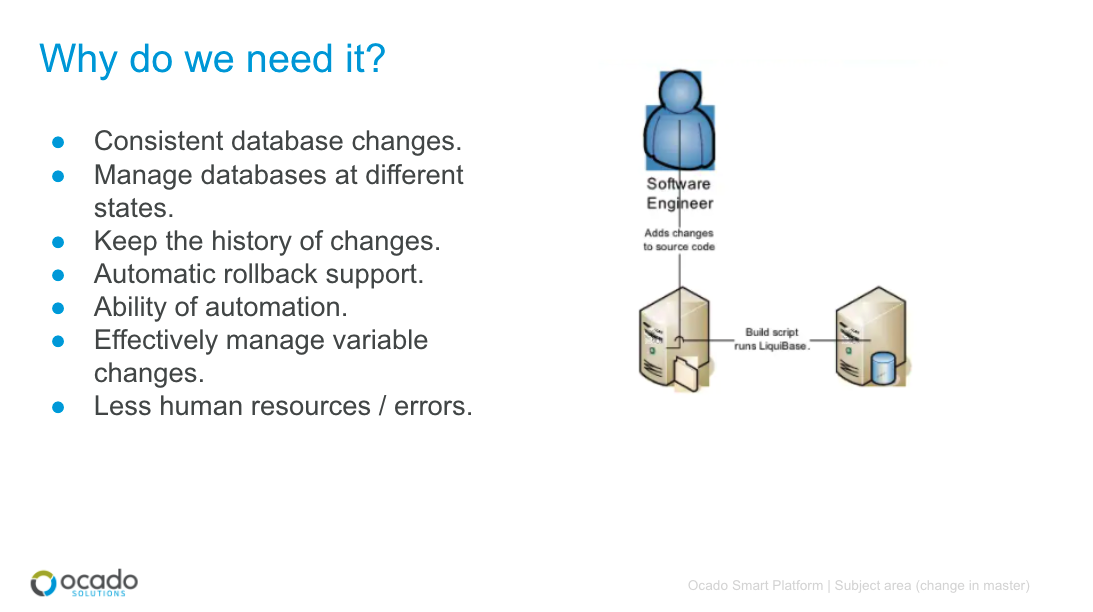 Why do we need it?
● Consistent database changes.
● Manage databases at different
states.
● Keep the history of changes.
● Automatic rollback support.
● Ability of automation.
● Effectively manage variable
changes.
● Less human resources / errors.
Software
Engineer
Adds changes
to source code
Build script
runs LiquiBase.
ocado
SOLUTIONS
Ocado Smart Platform | Subject area (change in master)